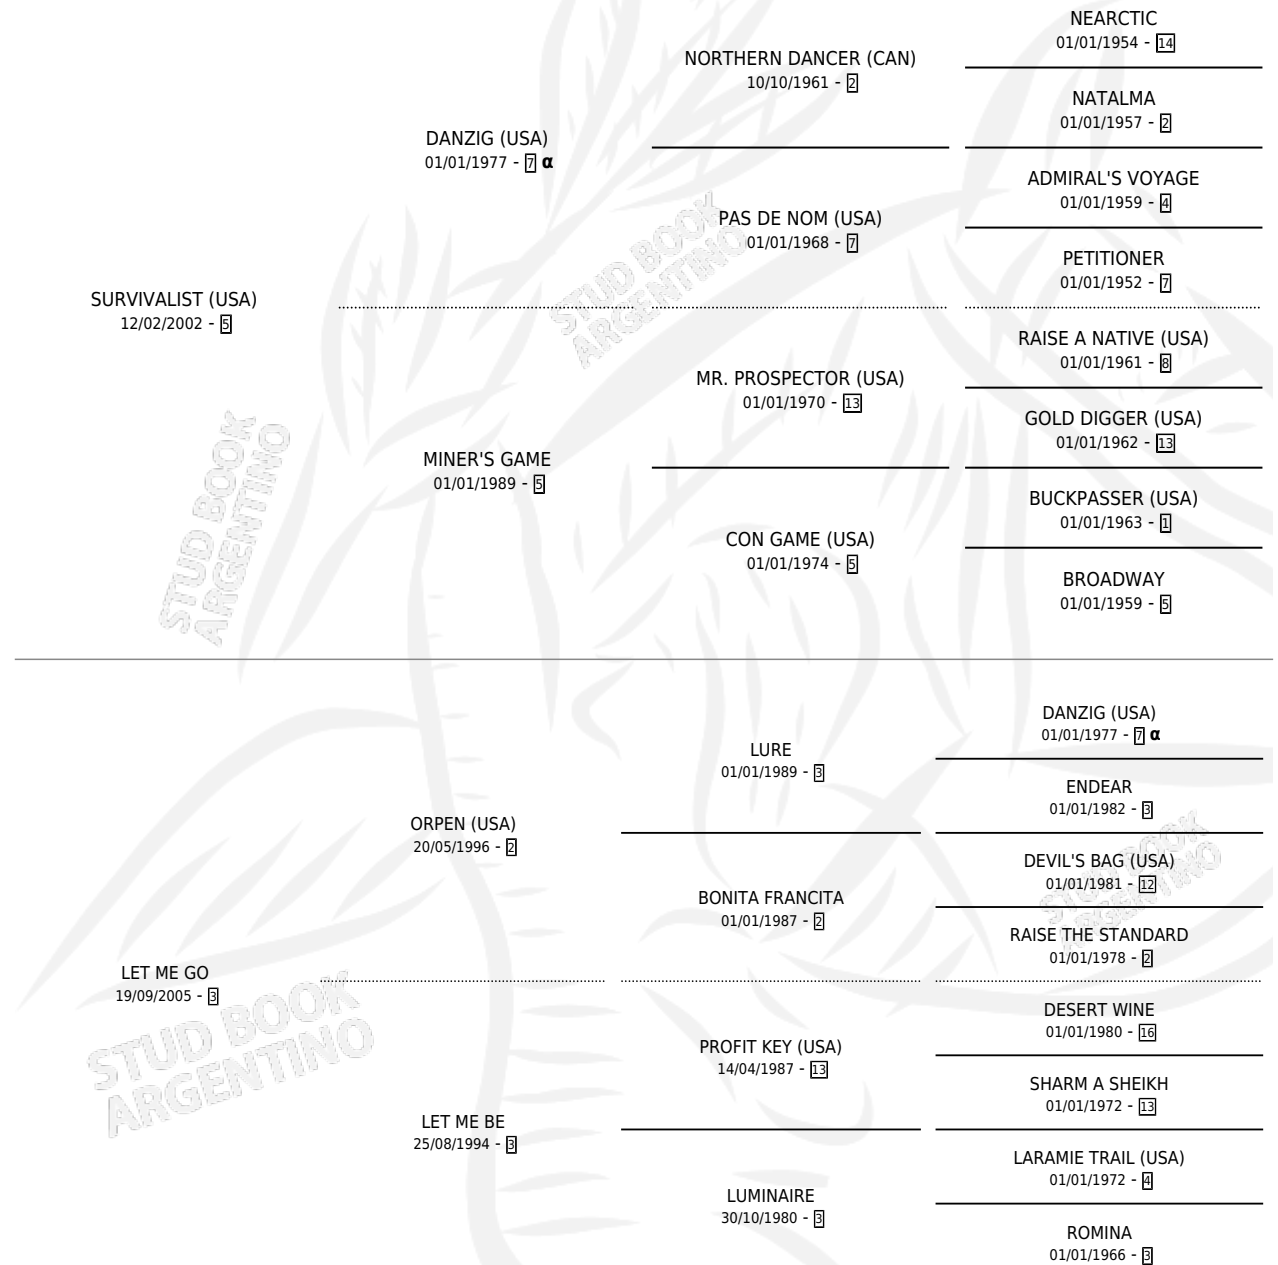 NEARCTIC
01/01/1954 - 14
NORTHERN DANCER (CAN)
10/10/1961 - 2
NATALMA
01/01/1957 - 2
DANZIG (USA)
01/01/1977 - 7 α
ADMIRAL'S VOYAGE
01/01/1959 - 4
PAS DE NOM (USA)
01/01/1968 - 7
PETITIONER
01/01/1952 - 7
STUD BOOK
ARGENTINO
SURVIVALIST (USA)
12/02/2002 - 5
RAISE A NATIVE (USA)
01/01/1961 - 8
MR. PROSPECTOR (USA)
01/01/1970 - 13
GOLD DIGGER (USA)
01/01/1962 - 13
MINER'S GAME
01/01/1989 - 5
BUCKPASSER (USA)
01/01/1963 - 1
CON GAME (USA)
01/01/1974 - 5
BROADWAY
01/01/1959 - 5
STUD BOOK
ARGENTINO
DANZIG (USA)
01/01/1977 - 7 α
LURE
01/01/1989 - 3
ENDEAR
01/01/1982 - 3
ORPEN (USA)
20/05/1996 - 2
DEVIL'S BAG (USA)
01/01/1981 - 12
BONITA FRANCITA
01/01/1987 - 2
RAISE THE STANDARD
01/01/1978 - 2
STUD BOOK
ARGENTINO
LET ME GO
19/09/2005 - 3
DESERT WINE
01/01/1980 - 16
PROFIT KEY (USA)
14/04/1987 - 13
SHARM A SHEIKH
01/01/1972 - 13
LET ME BE
25/08/1994 - 3
LARAMIE TRAIL (USA)
01/01/1972 - 4
LUMINAIRE
30/10/1980 - 3
ROMINA
01/01/1966 - 3
STUD BOOK
ARGENTINO